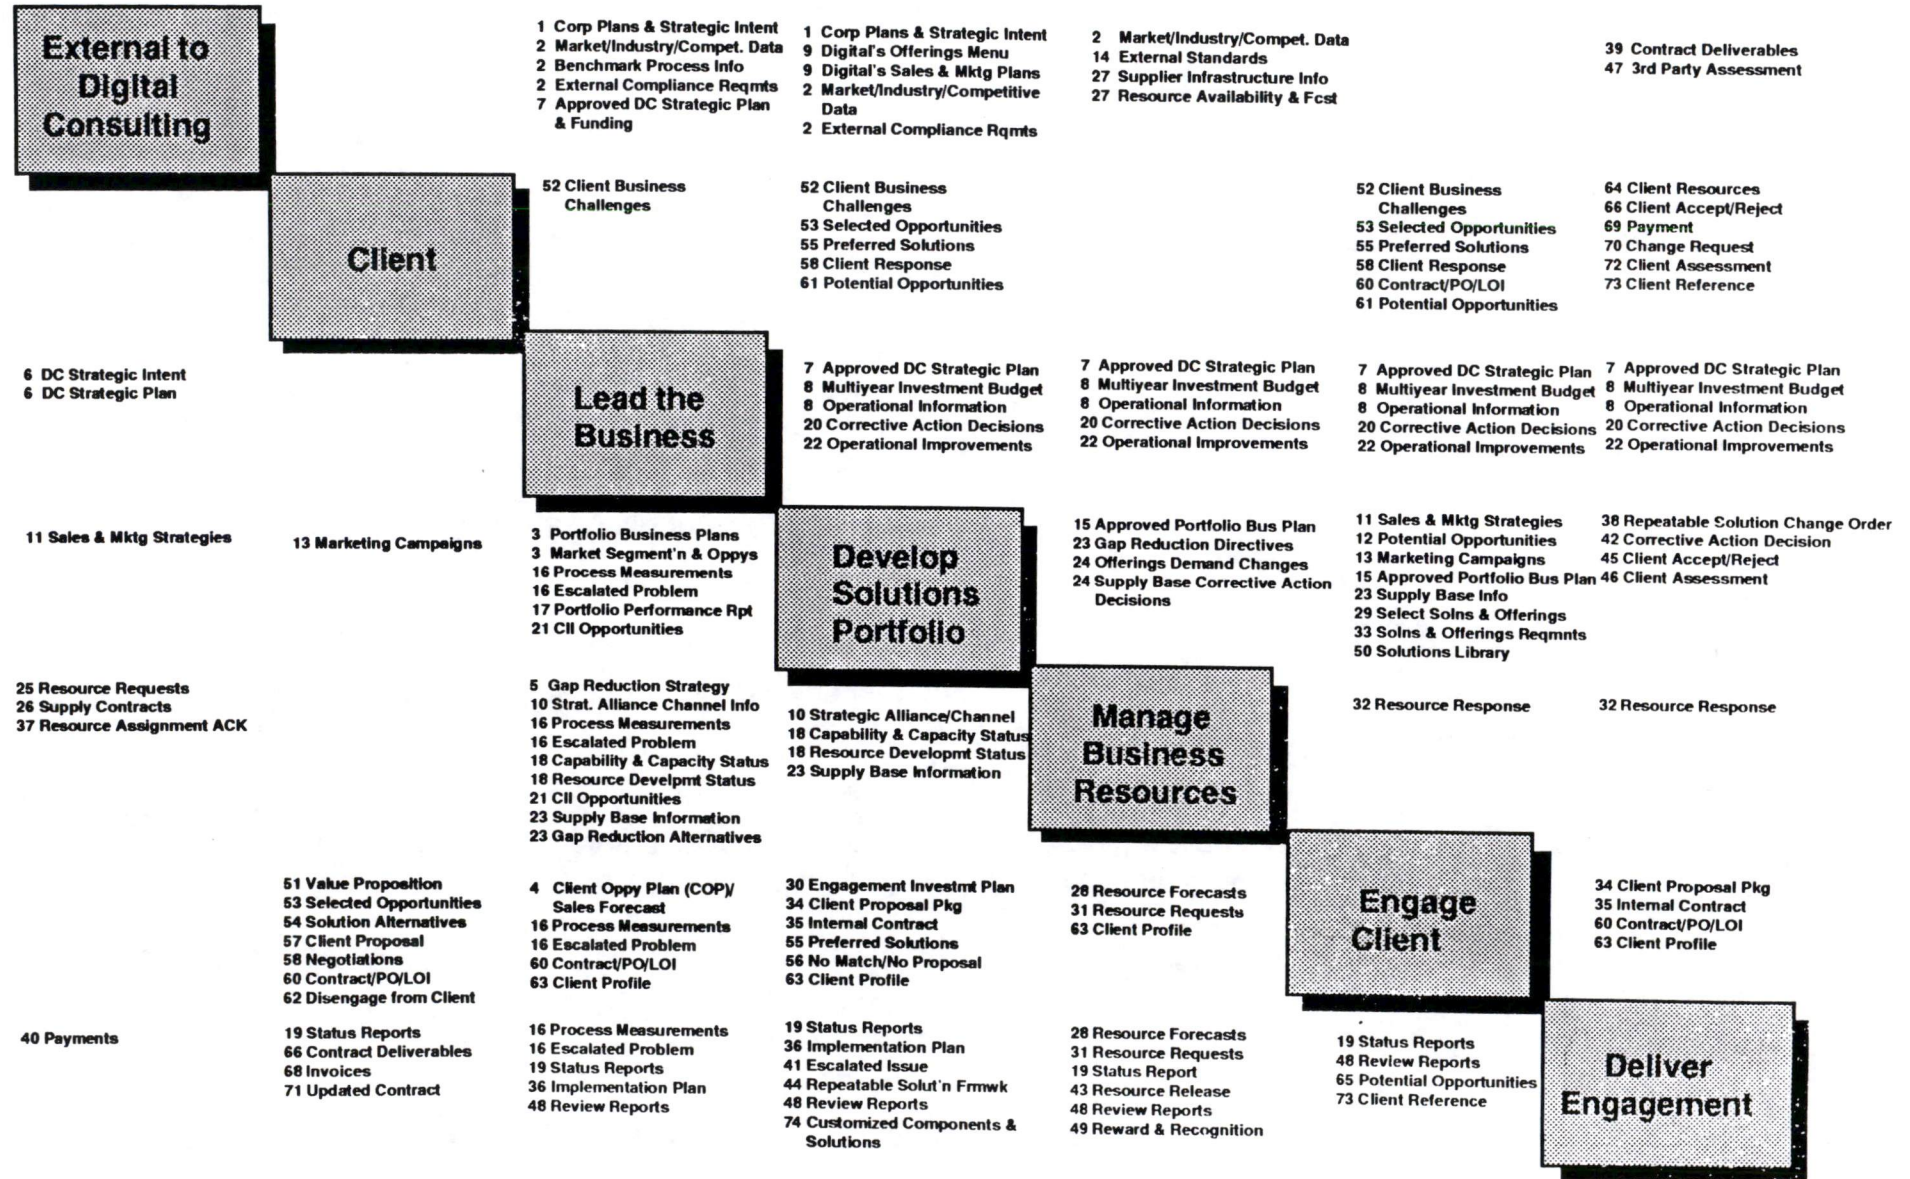 External to
Digital
Consulting
1 Corp Plans & Strategic Intent
2 Market/Industry/Compet. Data
2 Benchmark Process Info
2 External Compliance Reqmts
7 Approved DC Strategic Plan
& Funding
1 Corp Plans & Strategic Intent
9 Digital's Offerings Menu
9 Digital's Sales & Mktg Plans
2 Market/Industry/Competitive
Data
2 External Compliance Rqmts
2 Market/Industry/Compet. Data
14 External Standards
27 Supplier Infrastructure Info
27 Resource Availability & Fcst
39 Contract Deliverables
47 3rd Party Assessment
Client
52 Client Business
Challenges
52 Client Business
Challenges
53 Selected Opportunities
55 Preferred Solutions
58 Client Response
61 Potential Opportunities
52 Client Business
Challenges
53 Selected Opportunities
55 Preferred Solutions
58 Client Response
60 Contract/PO/LOI
61 Potential Opportunities
64 Client Resources
66 Client Accept/Reject
69 Payment
70 Change Request
72 Client Assessment
73 Client Reference
6 DC Strategic Intent
6 DC Strategic Plan
Lead the
Business
7 Approved DC Strategic Plan
8 Multiyear Investment Budget
8 Operational Information
20 Corrective Action Decisions
22 Operational Improvements
7 Approved DC Strategic Plan
8 Multiyear Investment Budget
8 Operational Information
20 Corrective Action Decisions
22 Operational Improvements
7 Approved DC Strategic Plan
8 Multiyear Investment Budget
8 Operational Information
20 Corrective Action Decisions
22 Operational Improvements
7 Approved DC Strategic Plan
8 Multiyear Investment Budget
8 Operational Information
20 Corrective Action Decisions
22 Operational Improvements
11 Sales & Mktg Strategies
13 Marketing Campaigns
3 Portfolio Business Plans
3 Market Segment'n & Oppys
16 Process Measurements
16 Escalated Problem
17 Portfolio Performance Rpt
21 CII Opportunities
Develop
Solutions
Portfolio
15 Approved Portfolio Bus Plan
23 Gap Reduction Directives
24 Offerings Demand Changes
24 Supply Base Corrective Action
Decisions
11 Sales & Mktg Strategies
12 Potential Opportunities
13 Marketing Campaigns
15 Approved Portfolio Bus Plan
23 Supply Base Info
29 Select Solns & Offerings
33 Solns & Offerings Reqmnts
50 Solutions Library
38 Repeatable Solution Change Order
42 Corrective Action Decision
45 Client Accept/Reject
46 Client Assessment
25 Resource Requests
26 Supply Contracts
37 Resource Assignment ACK
5 Gap Reduction Strategy
10 Strat. Alliance Channel Info
16 Process Measurements
16 Escalated Problem
18 Capability & Capacity Status
18 Resource Develpmt Status
21 CII Opportunities
23 Supply Base Information
23 Gap Reduction Alternatives
10 Strategic Alliance/Channel
18 Capability & Capacity Status
18 Resource Developmt Status
23 Supply Base Information
Manage
Business
Resources
32 Resource Response
32 Resource Response
51 Value Proposition
53 Selected Opportunities
54 Solution Alternatives
57 Client Proposal
58 Negotiations
60 Contract/PO/LOI
62 Disengage from Client
4 Client Oppy Plan (COP)/
Sales Forecast
16 Process Measurements
16 Escalated Problem
60 Contract/PO/LOI
63 Client Profile
30 Engagement Investmt Plan
34 Client Proposal Pkg
35 Internal Contract
55 Preferred Solutions
56 No Match/No Proposal
63 Client Profile
28 Resource Forecasts
31 Resource Requests
63 Client Profile
Engage
Client
34 Client Proposal Pkg
35 Internal Contract
60 Contract/PO/LOI
63 Client Profile
40 Payments
19 Status Reports
66 Contract Deliverables
68 Invoices
71 Updated Contract
16 Process Measurements
16 Escalated Problem
19 Status Reports
36 Implementation Plan
48 Review Reports
19 Status Reports
36 Implementation Plan
41 Escalated Issue
44 Repeatable Solut'n Frmwk
48 Review Reports
74 Customized Components &
Solutions
28 Resource Forecasts
31 Resource Requests
19 Status Report
43 Resource Release
48 Review Reports
49 Reward & Recognition
19 Status Reports
48 Review Reports
65 Potential Opportunities
73 Client Reference
Deliver
Engagement